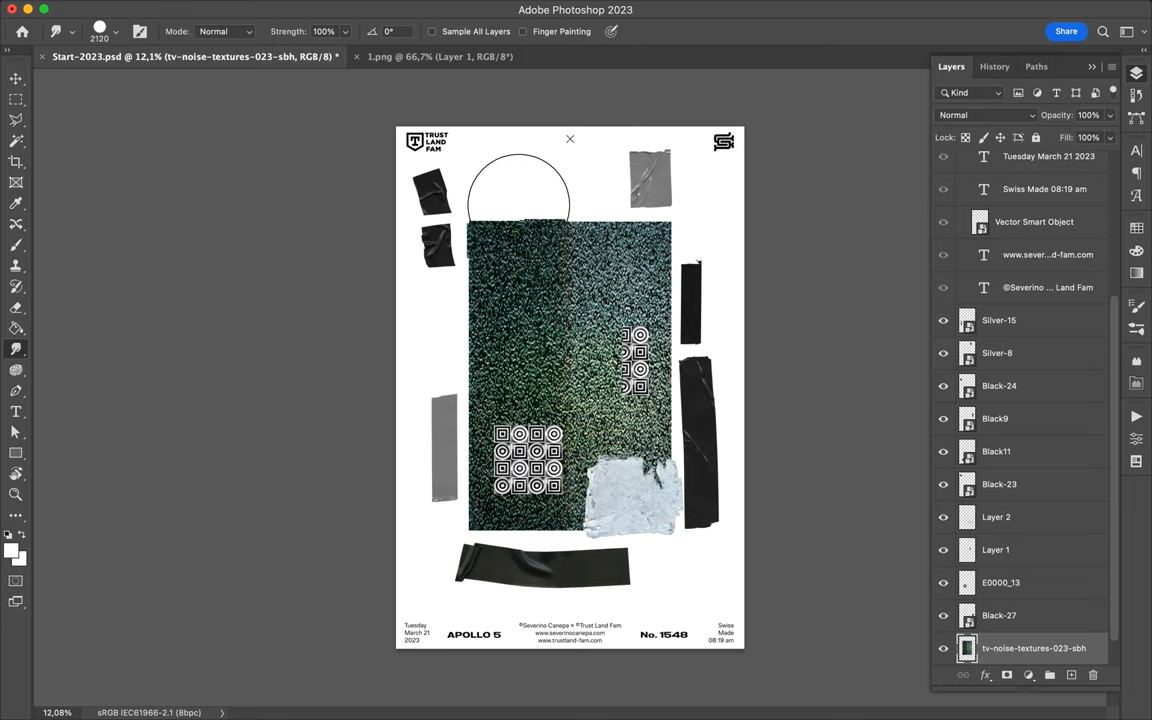 Adobe Photoshop 2023
2120
Mode:
Normal
Strength:
100%
0°
Sample All Layers
Finger Painting
Share
Start-2023.psd @ 12,1% (tv-noise-textures-023-sbh, RGB/8) *
1.png @ 66,7% (Layer 1, RGB/8*)
Layers
History
Paths
Kind
Normal
Opacity:
100%
Lock:
Fill:
100%
Tuesday March 21 2023
Swiss Made 08:19 am
Vector Smart Object
www.sever...d-fam.com
©Severino ... Land Fam
Silver-15
Silver-8
Black-24
Black9
Black11
Black-23
Layer 2
Layer 1
E0000_13
Black-27
tv-noise-textures-023-sbh
TRUST
LAND
FAM
Tuesday
March 21
2023
APOLLO 5
©Severino Canepa × ©Trust Land Fam
www.severinocanepa.com
www.trustland-fam.com
No. 1548
Swiss
Made
08:19 am
12,08%
sRGB IEC61966-2.1 (8bpc)